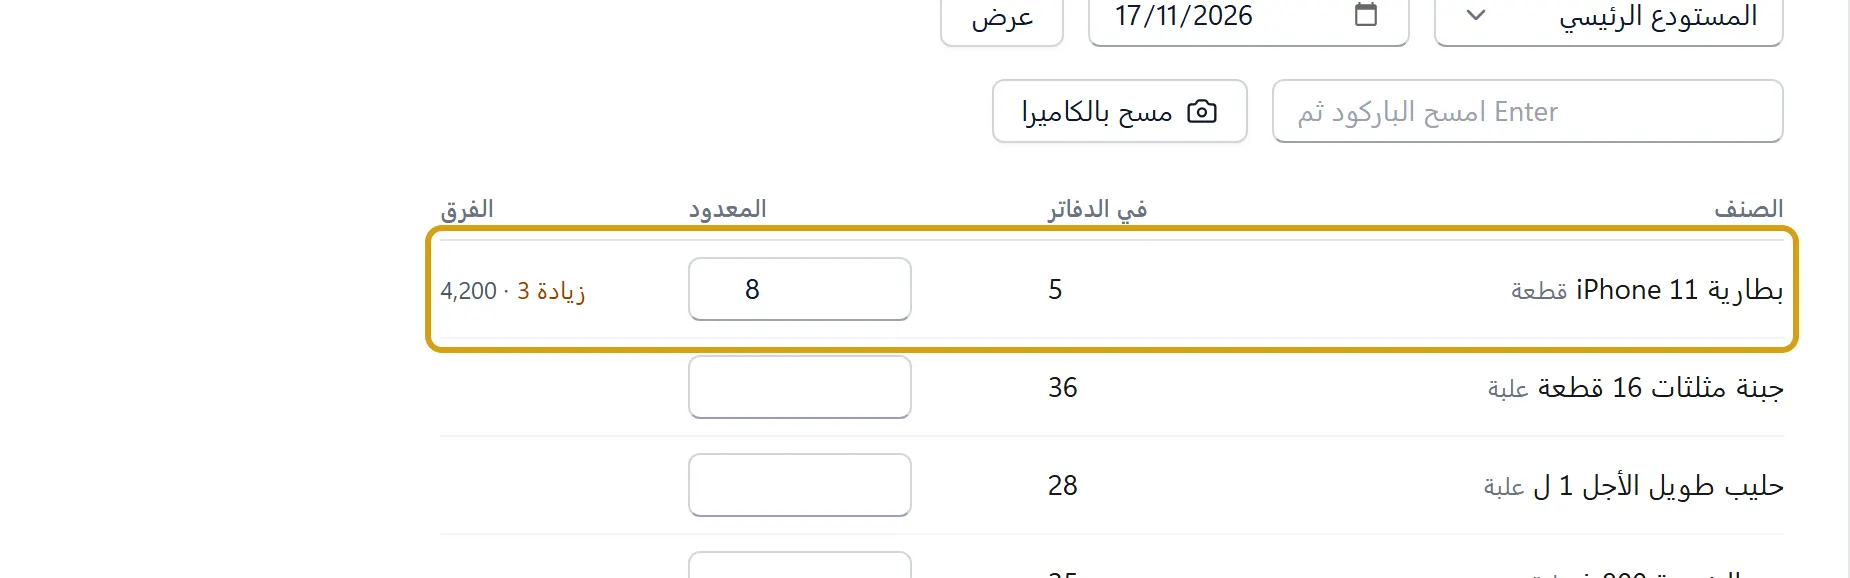 المستودع الرئيسي 17/11/2026 عرض
امسح الباركود ثم Enter مسح بالكاميرا
الصنف في الدفاتر المعدود الفرق
بطارية iPhone 11 قطعة 5 8 زيادة 3 · 4,200
جبنة مثلثات 16 قطعة علبة 36
حليب طويل الأجل 1 ل علبة 28